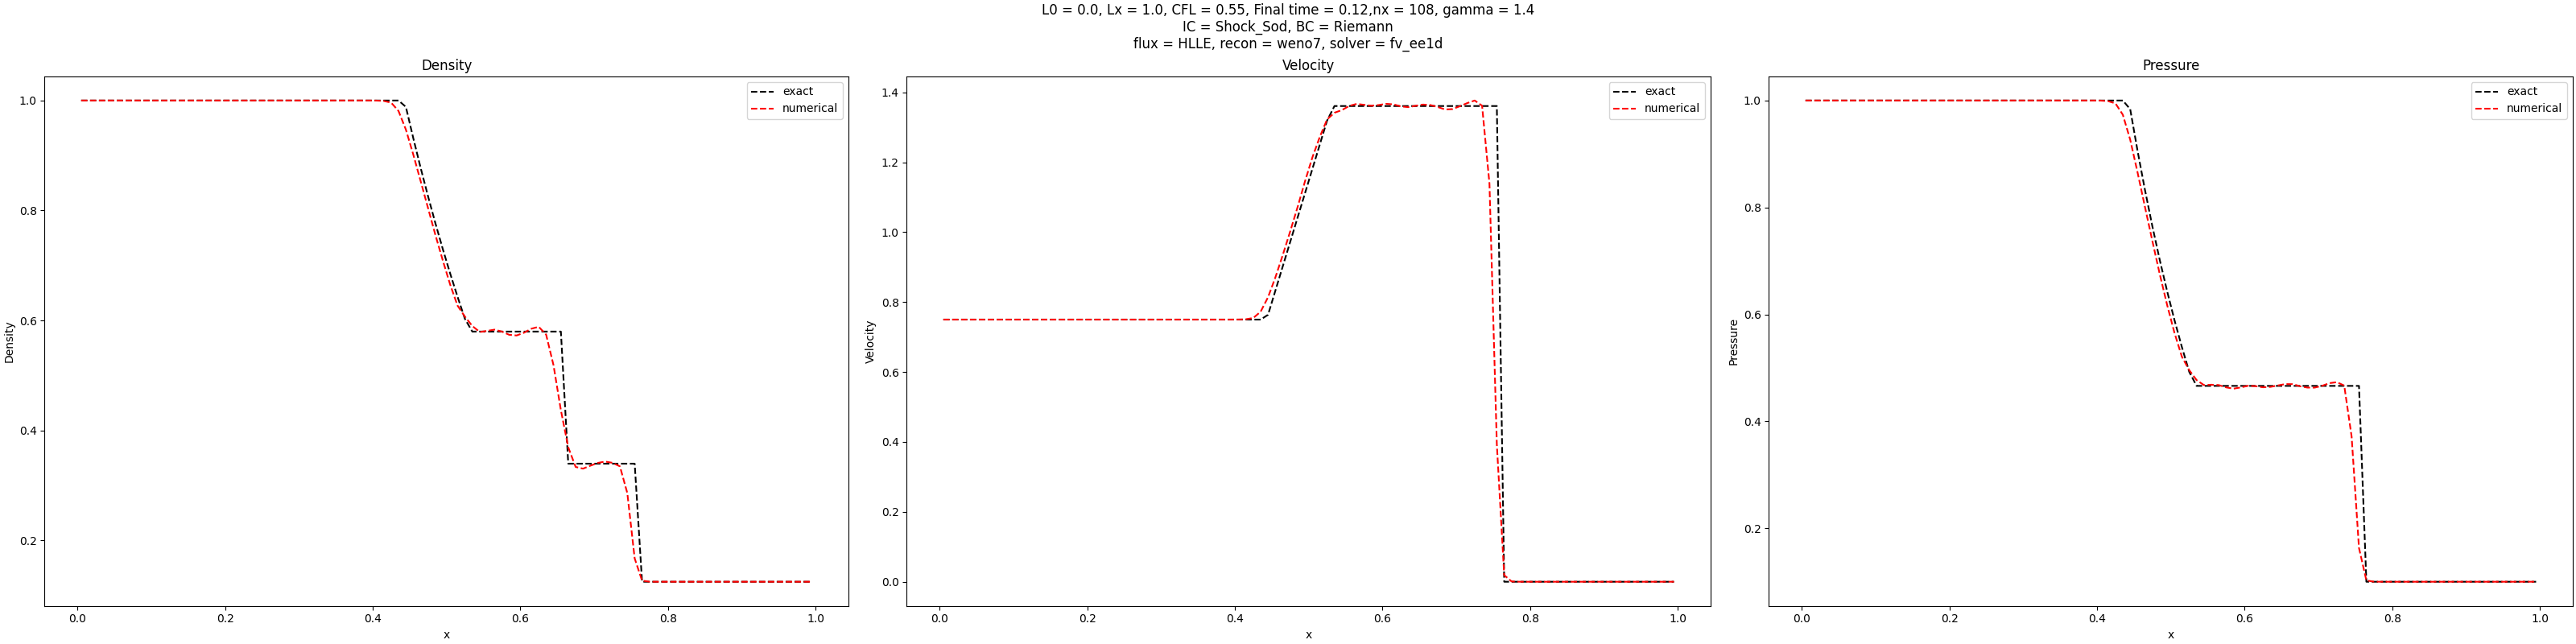 L0 = 0.0, Lx = 1.0, CFL = 0.55, Final time = 0.12,nx = 108, gamma = 1.4
IC = Shock_Sod, BC = Riemann
flux = HLLE, recon = weno7, solver = fv_ee1d
Density
exact
numerical
1.0
0.8
0.6
0.4
0.2
Density
0.0 0.2 0.4 0.6 0.8 1.0
x
Velocity
exact
numerical
1.4
1.2
1.0
0.8
0.6
0.4
0.2
0.0
Velocity
0.0 0.2 0.4 0.6 0.8 1.0
x
Pressure
exact
numerical
1.0
0.8
0.6
0.4
0.2
Pressure
0.0 0.2 0.4 0.6 0.8 1.0
x